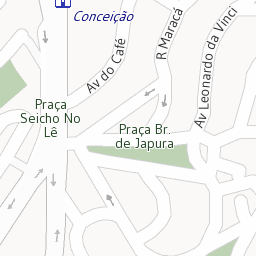 Conceição
Av do Café
R Maracá
Av Leonardo da Vinci
Praça
Seicho No
Lê
Praça Br.
de Japura